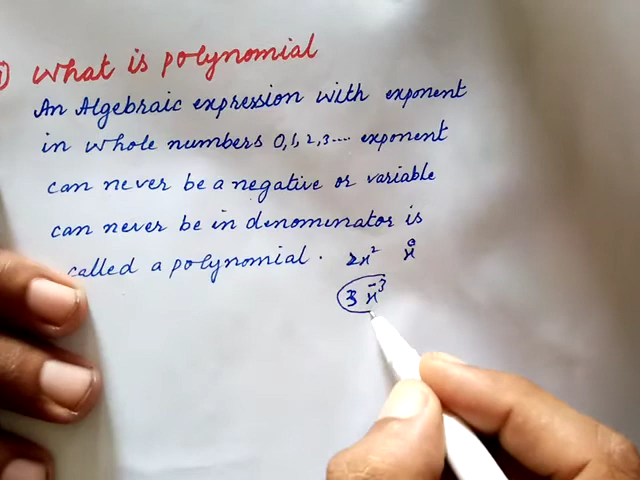 1) What is polynomial
An Algebraic expression with exponent
in whole numbers 0,1,2,3.... exponent
can never be a negative or variable
can never be in denominator is
called a polynomial. 2x² x⁰
3x⁻³